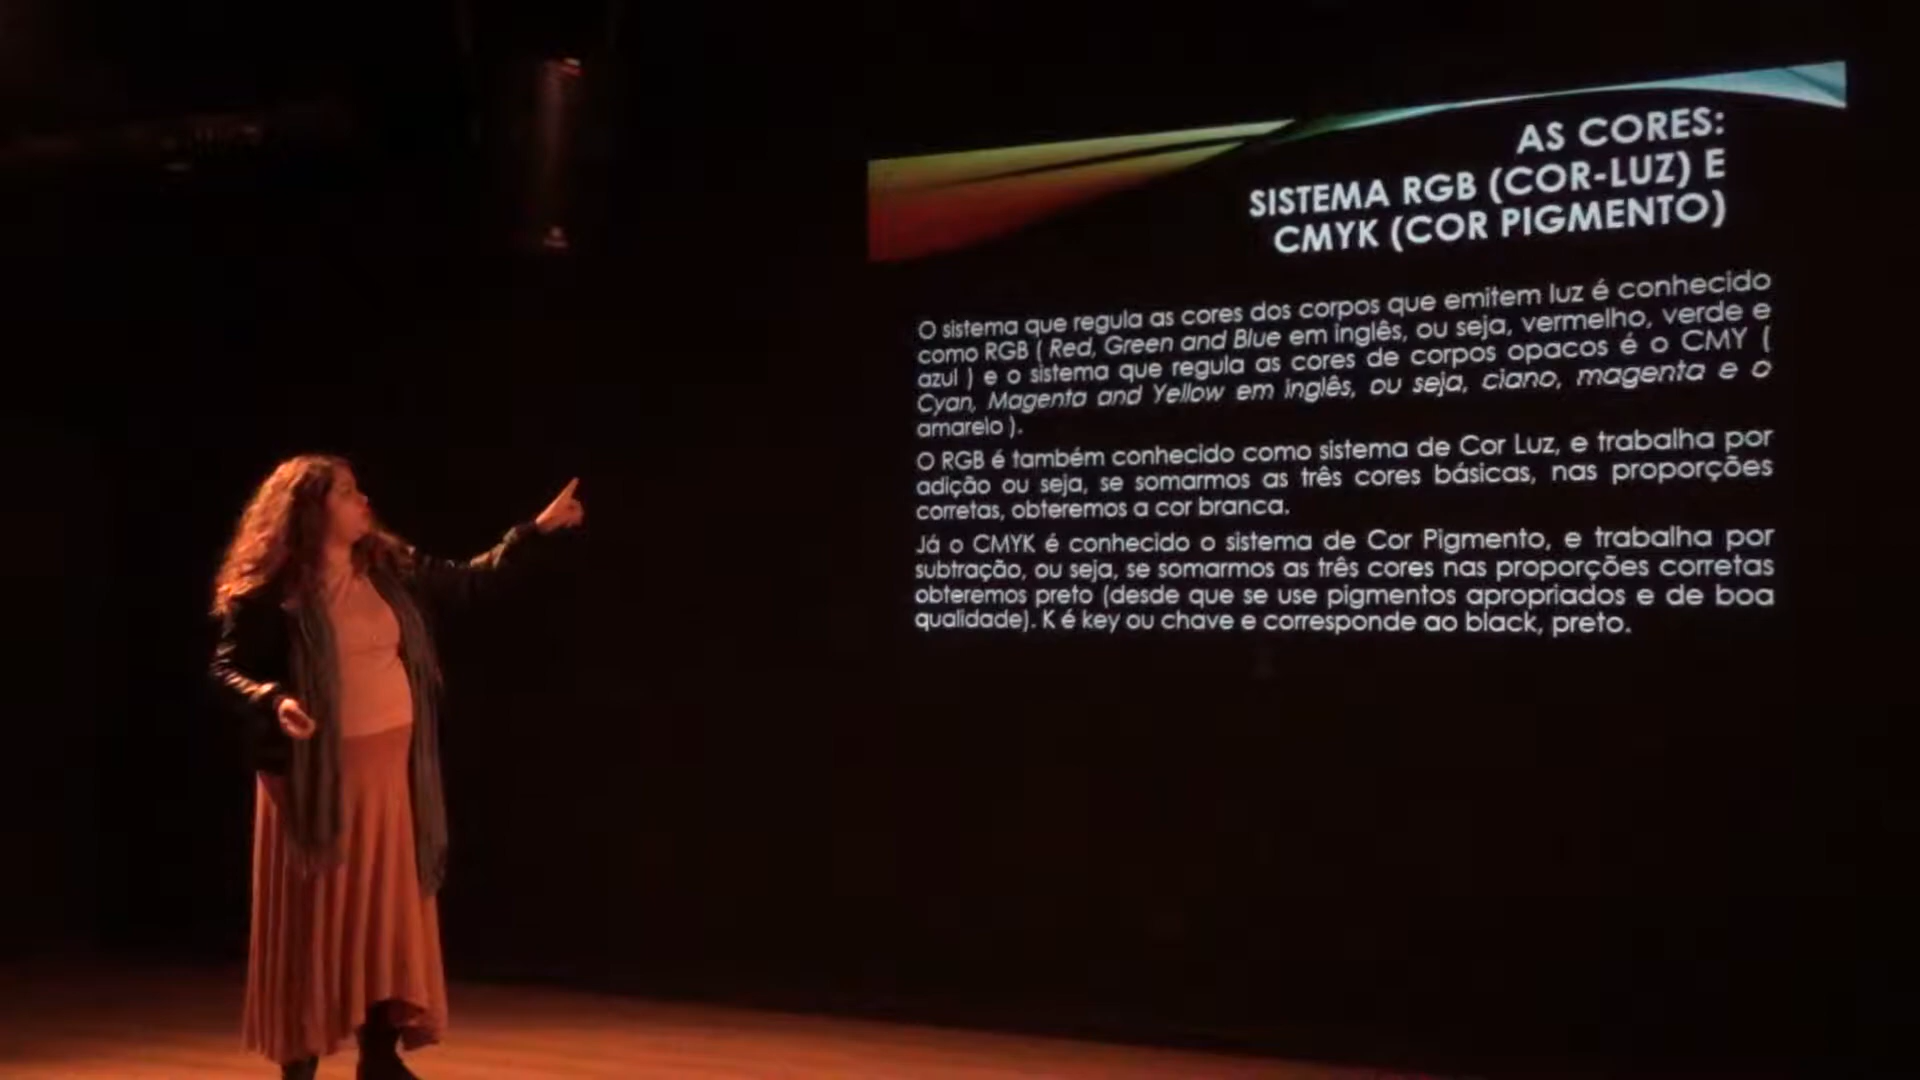 AS CORES:
SISTEMA RGB (COR-LUZ) E
CMYK (COR PIGMENTO)
O sistema que regula as cores dos corpos que emitem luz é conhecido
como RGB ( Red, Green and Blue em inglês, ou seja, vermelho, verde e
azul ) e o sistema que regula as cores de corpos opacos é o CMY (
Cyan, Magenta and Yellow em inglês, ou seja, ciano, magenta e o
amarelo ).
O RGB é também conhecido como sistema de Cor Luz, e trabalha por
adição ou seja, se somarmos as três cores básicas, nas proporções
corretas, obteremos a cor branca.
Já o CMYK é conhecido o sistema de Cor Pigmento, e trabalha por
subtração, ou seja, se somarmos as três cores nas proporções corretas
obteremos preto (desde que se use pigmentos apropriados e de boa
qualidade). K é key ou chave e corresponde ao black, preto.